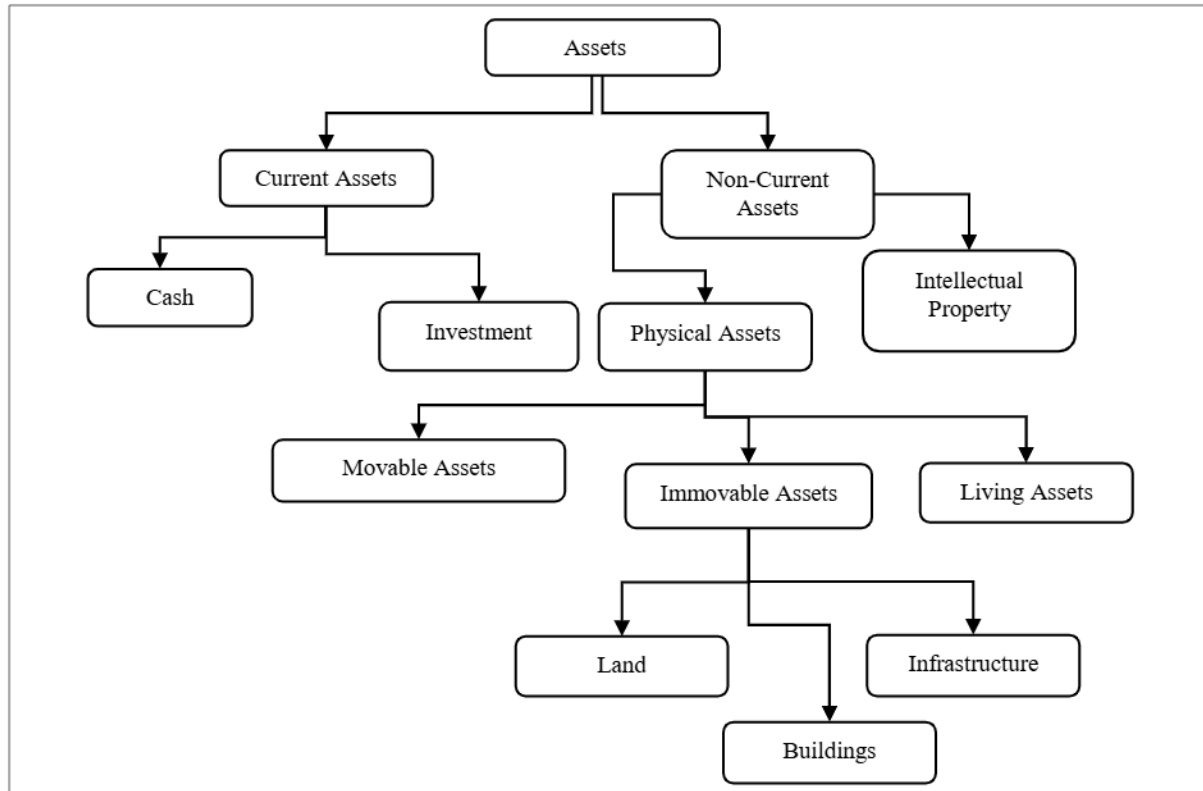 Assets
Current Assets
Non-Current
Assets
Cash
Investment
Physical Assets
Intellectual
Property
Movable Assets
Immovable Assets
Living Assets
Land
Infrastructure
Buildings